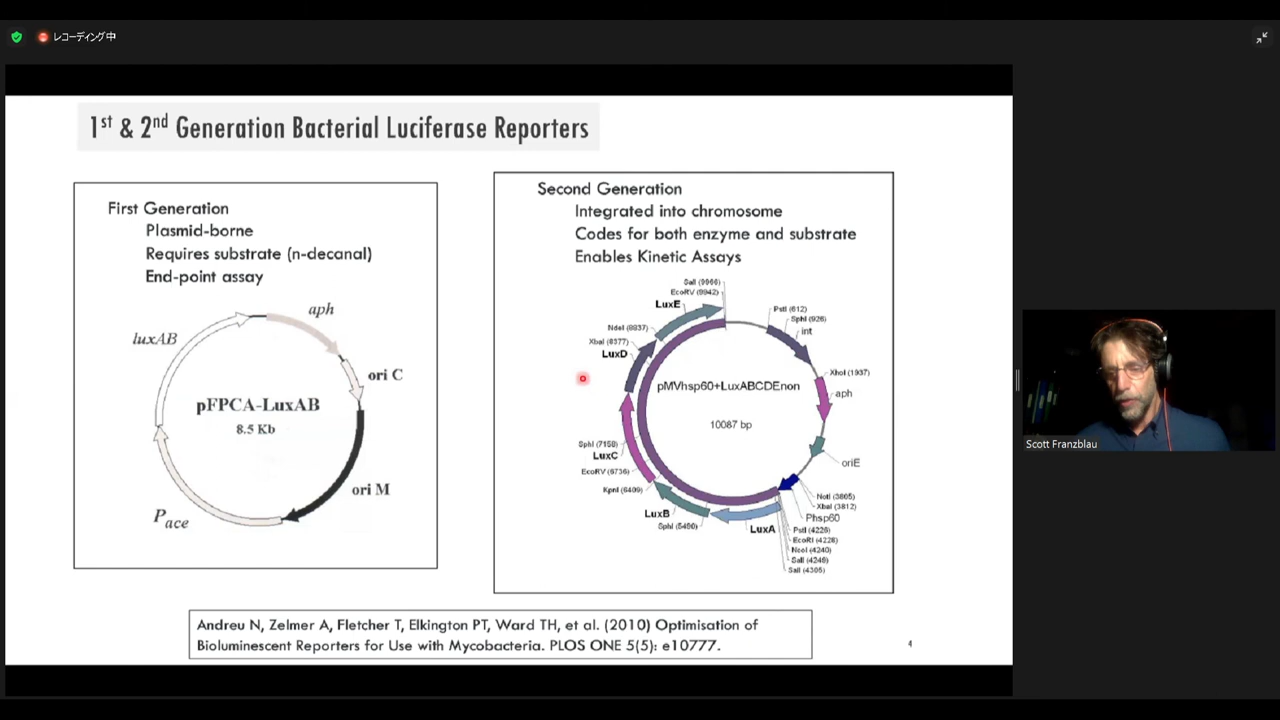 レコーディング中
1st & 2nd Generation Bacterial Luciferase Reporters
First Generation
Plasmid-borne
Requires substrate (n-decanal)
End-point assay
aph
luxAB
ori C
pFPCA-LuxAB
8.5 Kb
ori M
Pace
Second Generation
Integrated into chromosome
Codes for both enzyme and substrate
Enables Kinetic Assays
SalI (9966)
EcoRV (9942)
LuxE
PstI (612)
SphI (926)
int
NdeI (8837)
XbaI (8377)
LuxD
XhoI (1937)
pMVhsp60+LuxABCDEnon
aph
10087 bp
SphI (7158)
LuxC
EcoRV (6736)
oriE
KpnI (6409)
NotI (3805)
XbaI (3812)
LuxB
Phsp60
SphI (5490)
LuxA
PstI (4226)
EcoRI (4228)
NcoI (4240)
SalI (4249)
SalI (4305)
Andreu N, Zelmer A, Fletcher T, Elkington PT, Ward TH, et al. (2010) Optimisation of
Bioluminescent Reporters for Use with Mycobacteria. PLOS ONE 5(5): e10777.
4
Scott Franzblau